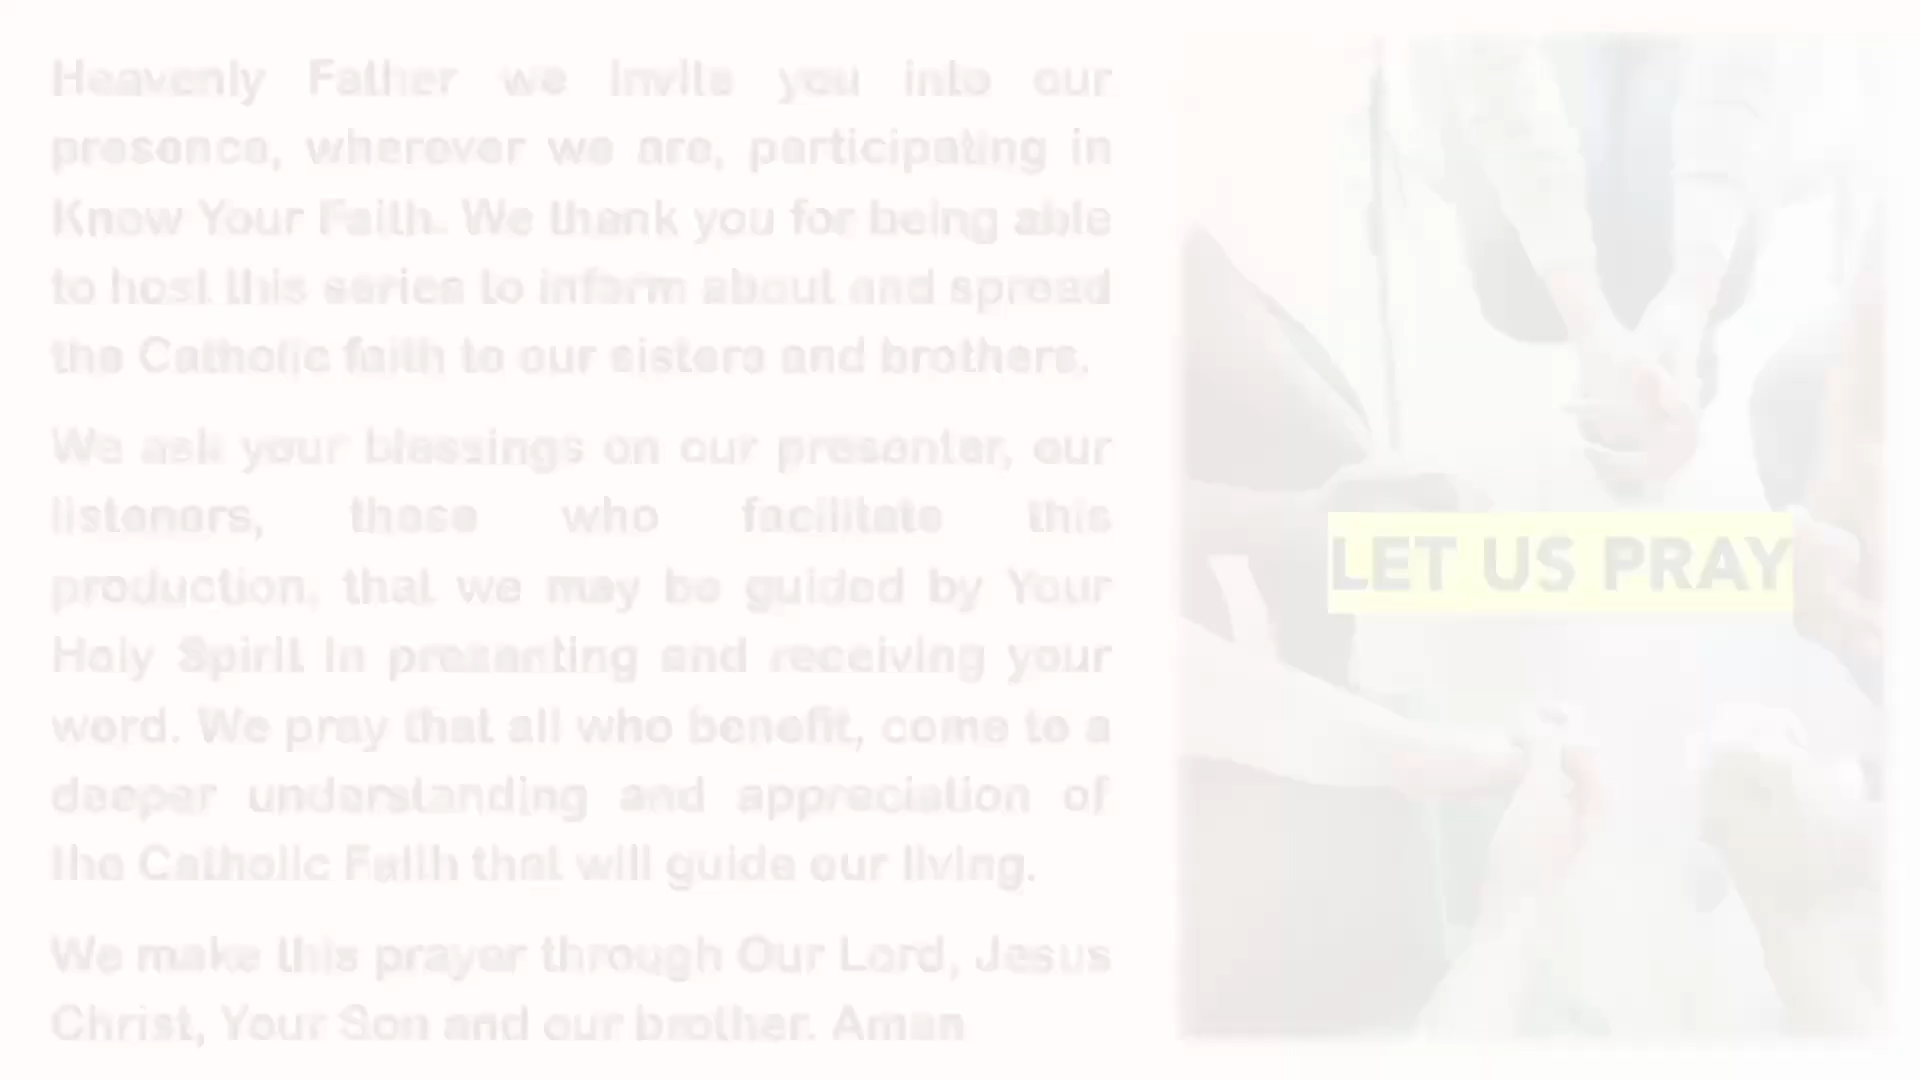 Heavenly Father we invite you into our
presence, wherever we are, participating in
Know Your Faith. We thank you for being able
to host this series to inform about and spread
the Catholic faith to our sisters and brothers.
We ask your blessings on our presenter, our
listeners, those who facilitate this
production, that we may be guided by Your
Holy Spirit In presenting and receiving your
word. We pray that all who benefit, come to a
deeper understanding and appreciation of
the Catholic Faith that will guide our living.
We make this prayer through Our Lord, Jesus
Christ, Your Son and our brother. Amen
LET US PRAY